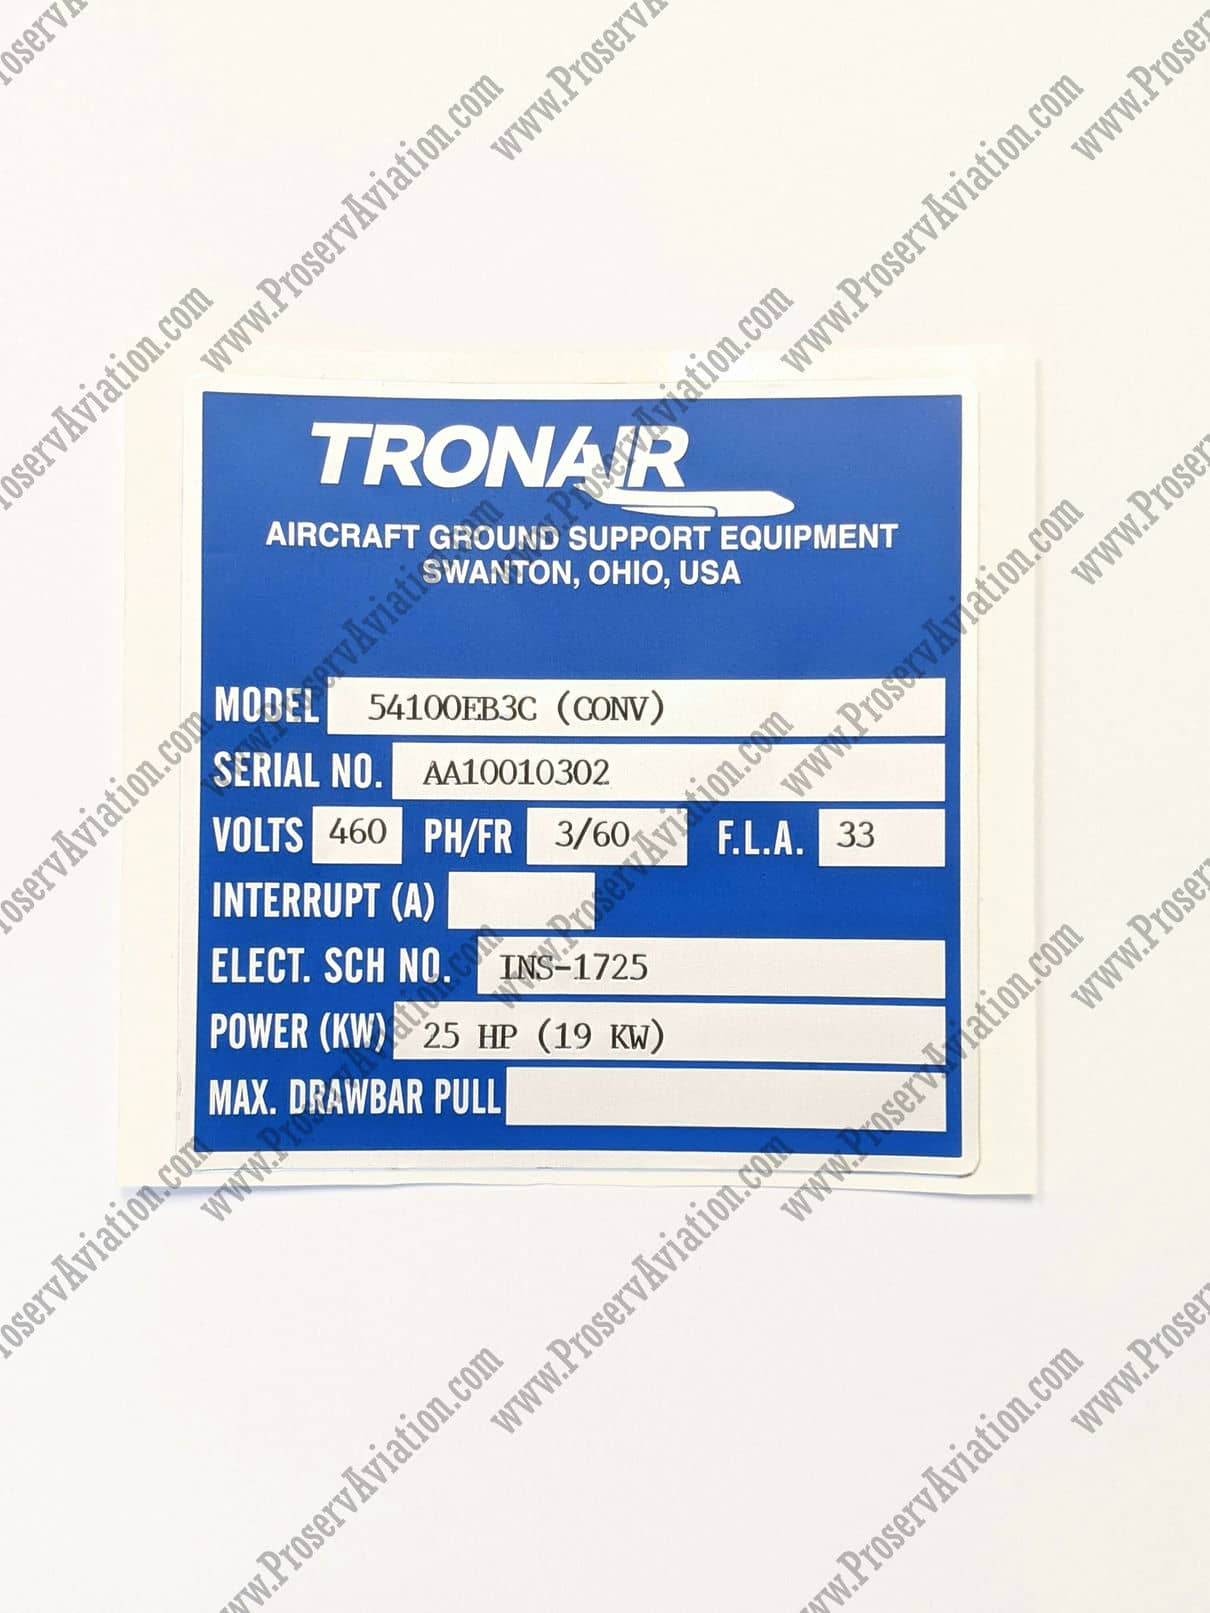 TRONAIR
AIRCRAFT GROUND SUPPORT EQUIPMENT
SWANTON, OHIO, USA
MODEL 54100EB3C (CONV)
SERIAL NO. AA10010302
VOLTS 460 PH/FR 3/60 F.L.A. 33
INTERRUPT (A)
ELECT. SCH NO. INS-1725
POWER (KW) 25 HP (19 KW)
MAX. DRAWBAR PULL
www.ProservAviation.com